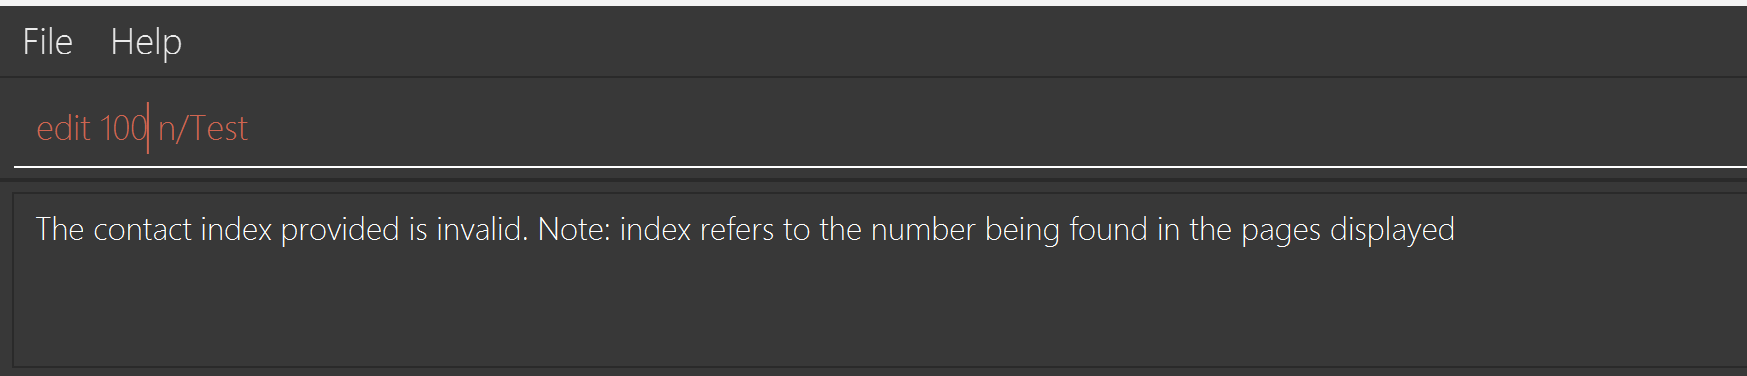 File Help
edit 100 n/Test
The contact index provided is invalid. Note: index refers to the number being found in the pages displayed